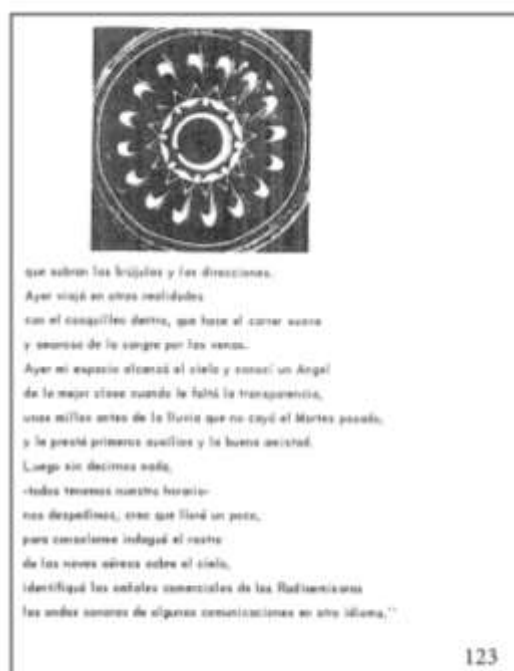 que sobran las brújulas y las direcciones.
Ayer viajé en otras realidades
con el cosquilleo dentro, que hace el correr suave
y amoroso de la sangre por las venas.
Ayer mi espacio alcanzó el cielo y conocí un Angel
de la mejor clase cuando le faltó la transparencia,
unas millas antes de la lluvia que no cayó el Martes pasado,
y le presté primeros auxilios y la buena amistad.
Luego sin decirnos nada,
-todos tenemos nuestro horario-
nos despedimos, creo que lloré un poco,
para consolarme indagué el rostro
de las naves aéreas sobre el cielo,
identifiqué las señales comerciales de las Radioemisoras
las ondas sonoras de algunas comunicaciones en otro idioma."
123